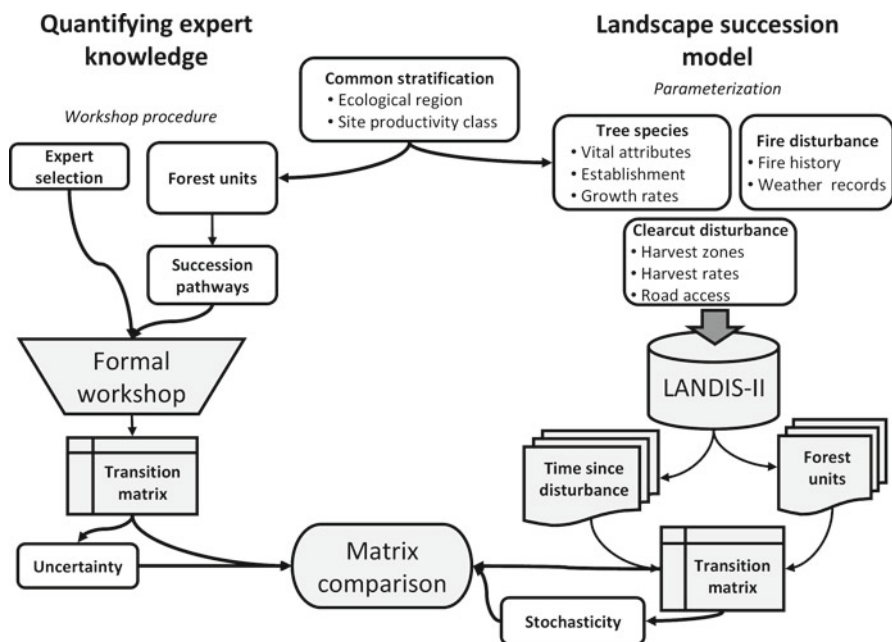 Quantifying expert
knowledge
Landscape succession
model
Common stratification
• Ecological region
• Site productivity class
Parameterization
Workshop procedure
Tree species
• Vital attributes
• Establishment
• Growth rates
Fire disturbance
• Fire history
• Weather records
Expert
selection
Forest units
Clearcut disturbance
• Harvest zones
• Harvest rates
• Road access
Succession
pathways
Formal
workshop
LANDIS-II
Transition
matrix
Time since
disturbance
Forest
units
Uncertainty
Matrix
comparison
Transition
matrix
Stochasticity